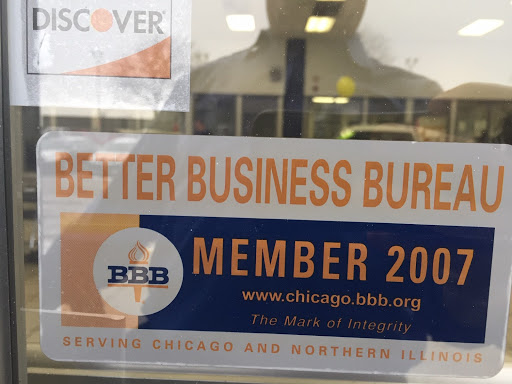 DISCOVER®
BETTER BUSINESS BUREAU
BBB
MEMBER 2007
www.chicago.bbb.org
The Mark of Integrity
SERVING CHICAGO AND NORTHERN ILLINOIS